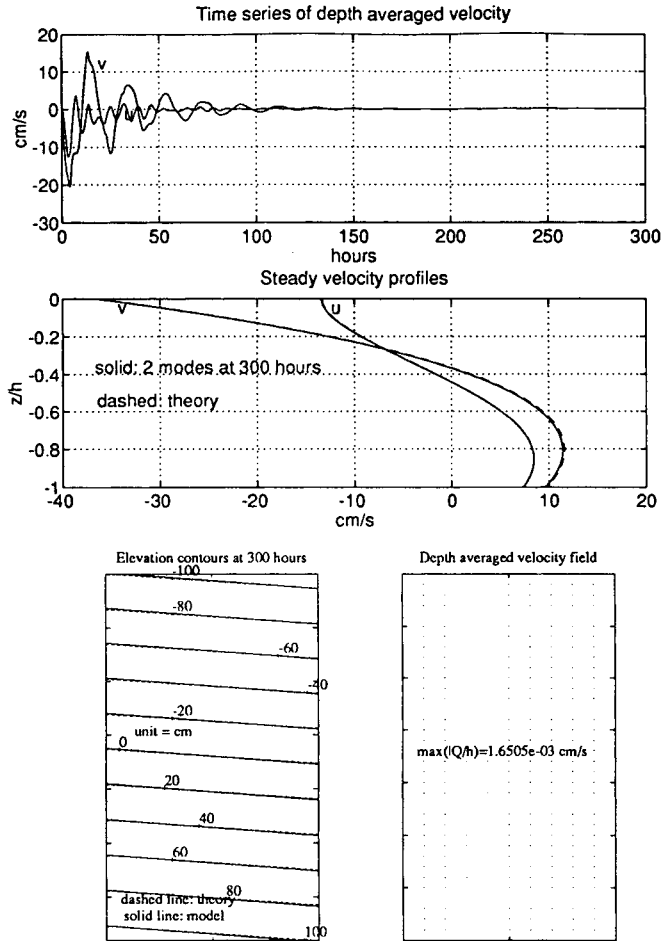 Time series of depth averaged velocity
20
10
0
-10
-20
-30
cm/s
v
u
0 50 100 150 200 250 300
hours
Steady velocity profiles
0
-0.2
-0.4
-0.6
-0.8
-1
z/h
v
u
solid: 2 modes at 300 hours
dashed: theory
-40 -30 -20 -10 0 10 20
cm/s
Elevation contours at 300 hours
-100
-80
-60
-40
-20
unit = cm
0
20
40
60
80
dashed line: theory
solid line: model
100
Depth averaged velocity field
max(|Q/h)=1.6505e-03 cm/s